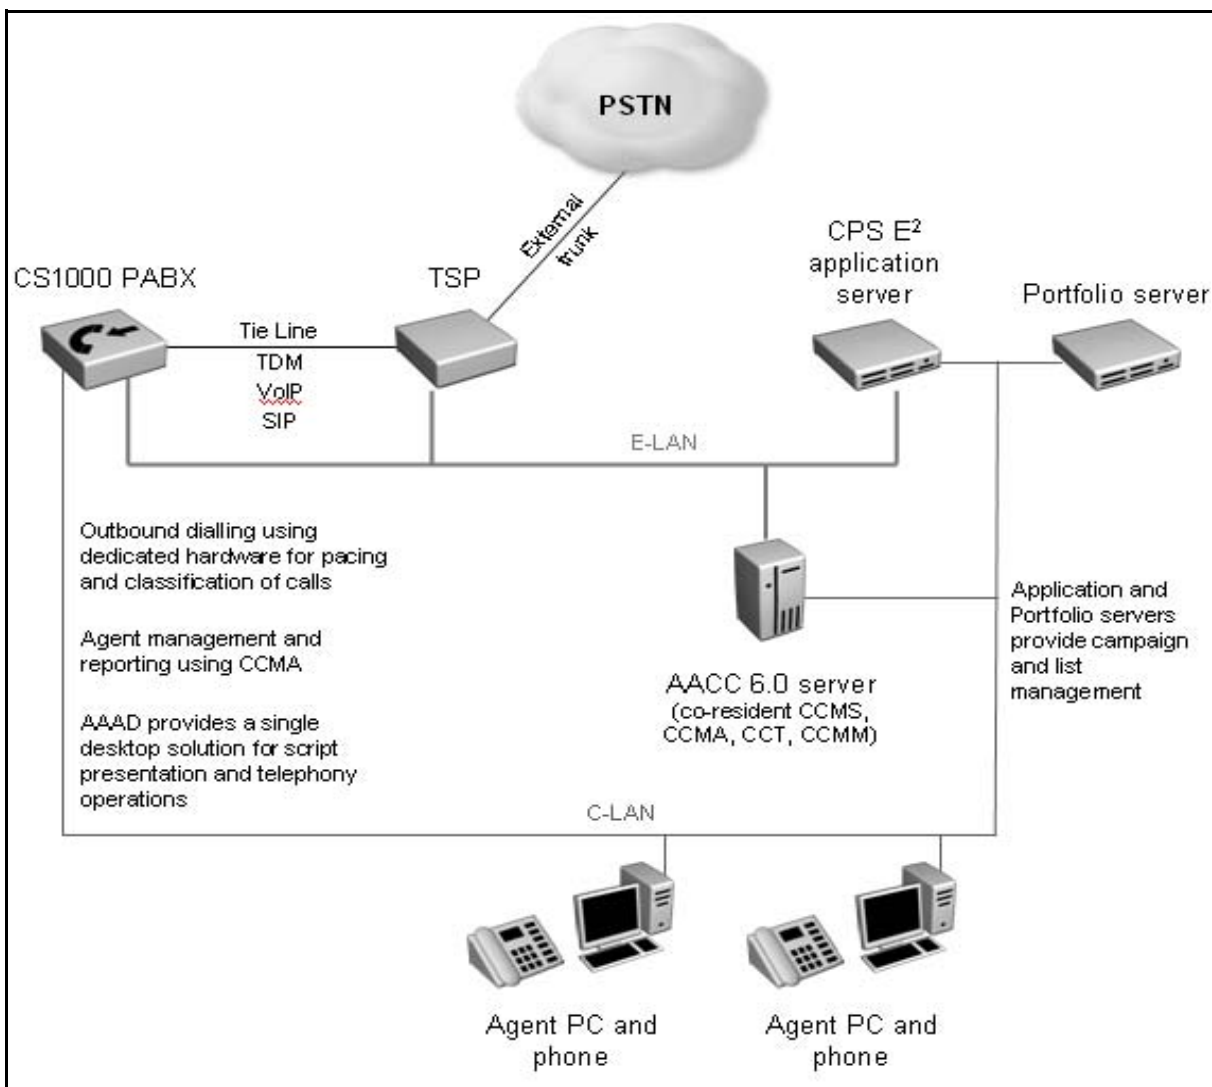 PSTN
External
trunk
CPS E²
application
server
CS1000 PABX
TSP
Portfolio server
Tie Line
TDM
VoIP
SIP
E-LAN
Outbound dialling using
dedicated hardware for pacing
and classification of calls
Agent management and
reporting using CCMA
AAAD provides a single
desktop solution for script
presentation and telephony
operations
Application and
Portfolio servers
provide campaign
and list
management
AACC 6.0 server
(co-resident CCMS,
CCMA, CCT, CCMM)
C-LAN
Agent PC and
phone
Agent PC and
phone